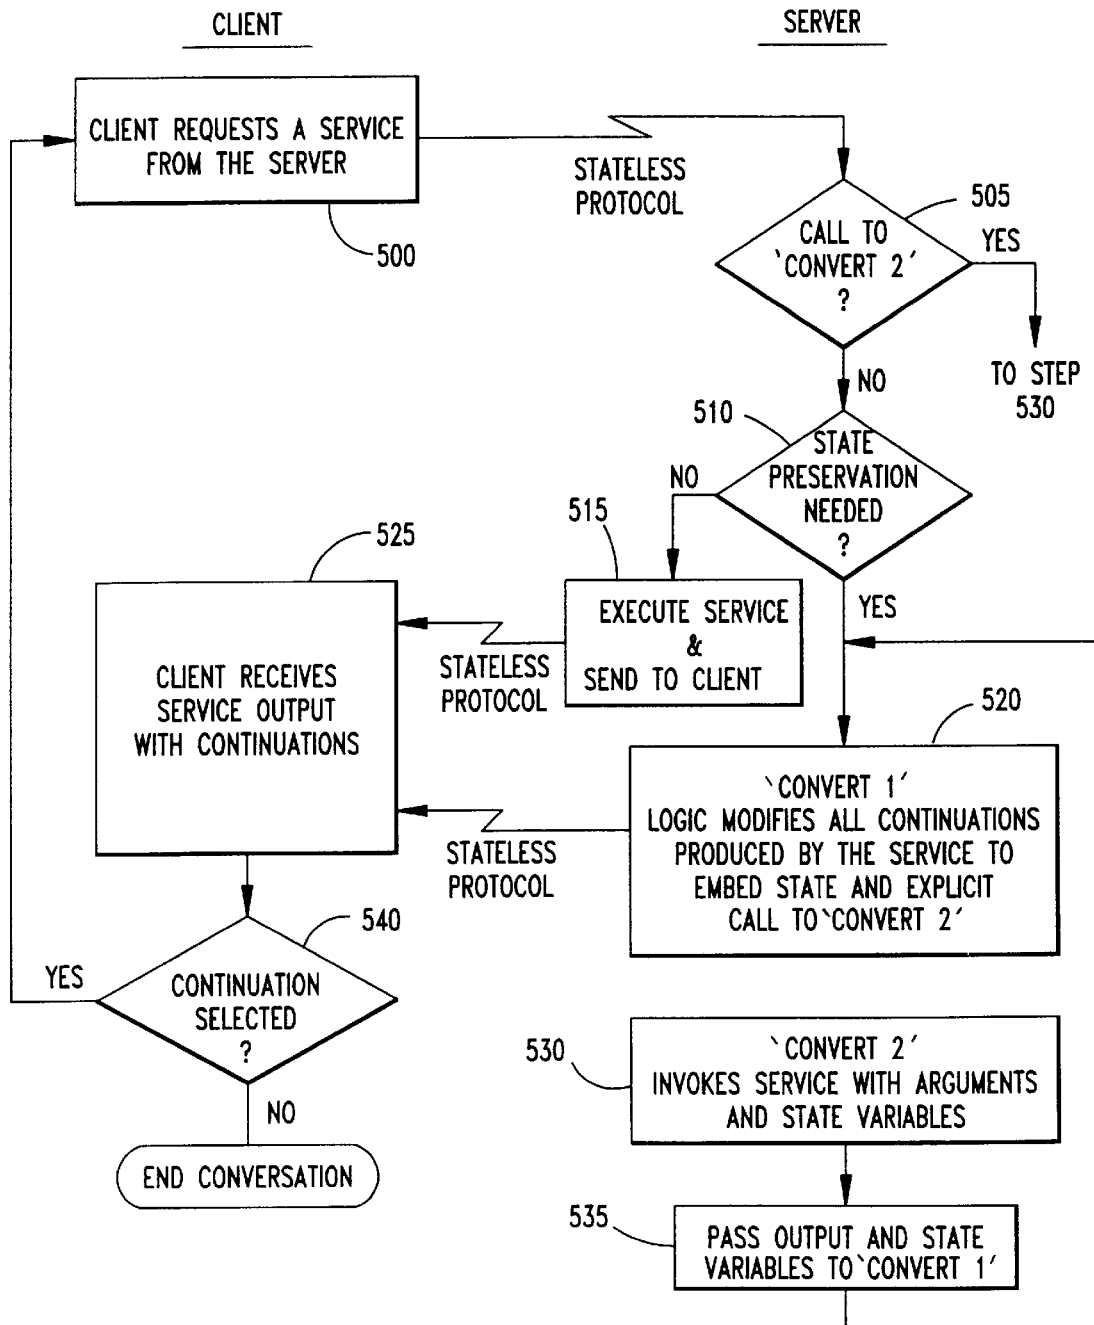 CLIENT
SERVER
CLIENT REQUESTS A SERVICE
FROM THE SERVER
500
STATELESS
PROTOCOL
505
CALL TO
`CONVERT 2'
?
YES
TO STEP
530
NO
510
STATE
PRESERVATION
NEEDED
?
NO
YES
515
EXECUTE SERVICE
&
SEND TO CLIENT
STATELESS
PROTOCOL
525
CLIENT RECEIVES
SERVICE OUTPUT
WITH CONTINUATIONS
520
`CONVERT 1'
LOGIC MODIFIES ALL CONTINUATIONS
PRODUCED BY THE SERVICE TO
EMBED STATE AND EXPLICIT
CALL TO `CONVERT 2'
STATELESS
PROTOCOL
540
CONTINUATION
SELECTED
?
YES
NO
END CONVERSATION
530
`CONVERT 2'
INVOKES SERVICE WITH ARGUMENTS
AND STATE VARIABLES
535
PASS OUTPUT AND STATE
VARIABLES TO `CONVERT 1'